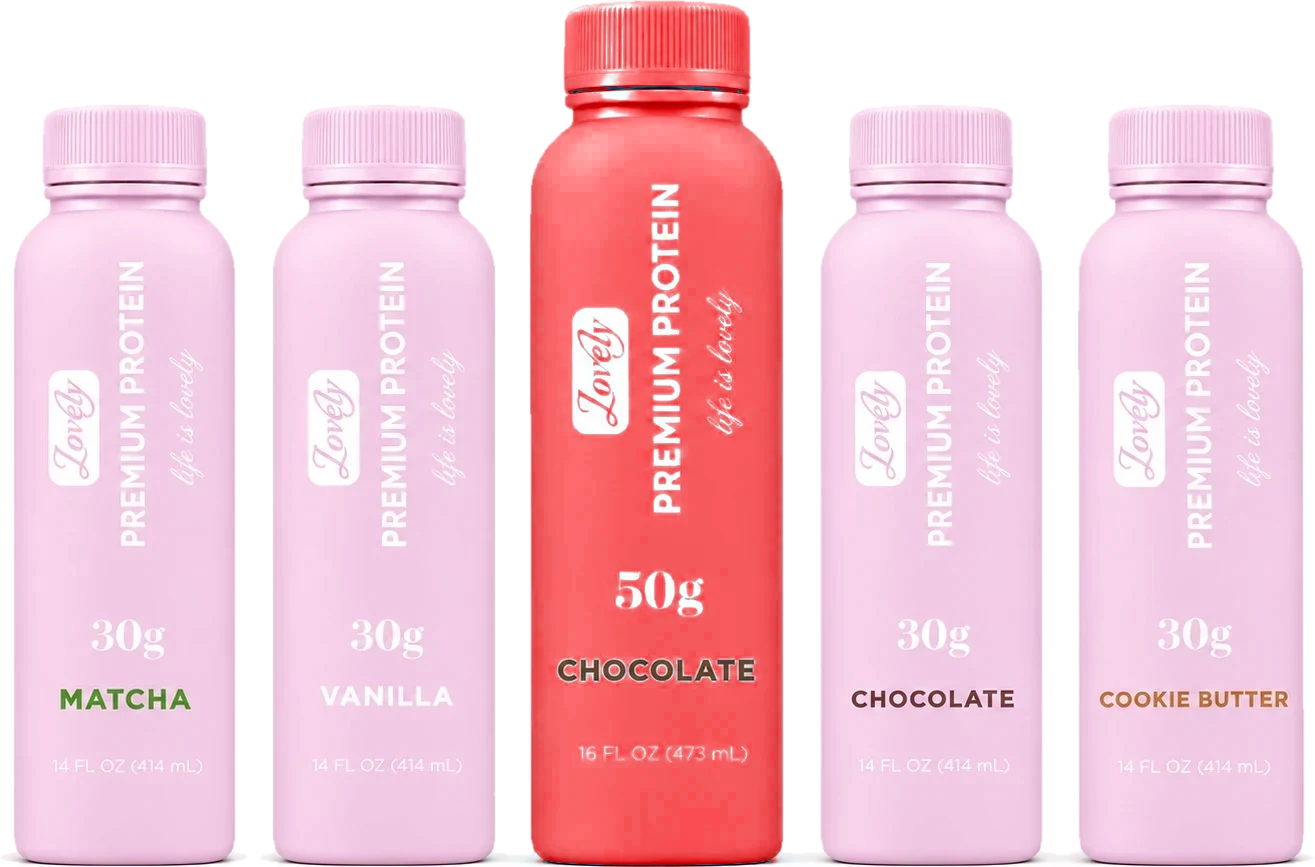 Lovely
PREMIUM PROTEIN
life is lovely
30g
MATCHA
14 FL OZ (414 mL)
Lovely
PREMIUM PROTEIN
life is lovely
30g
VANILLA
14 FL OZ (414 mL)
Lovely
PREMIUM PROTEIN
life is lovely
50g
CHOCOLATE
16 FL OZ (473 mL)
Lovely
PREMIUM PROTEIN
life is lovely
30g
CHOCOLATE
14 FL OZ (414 mL)
Lovely
PREMIUM PROTEIN
life is lovely
30g
COOKIE BUTTER
14 FL OZ (414 mL)